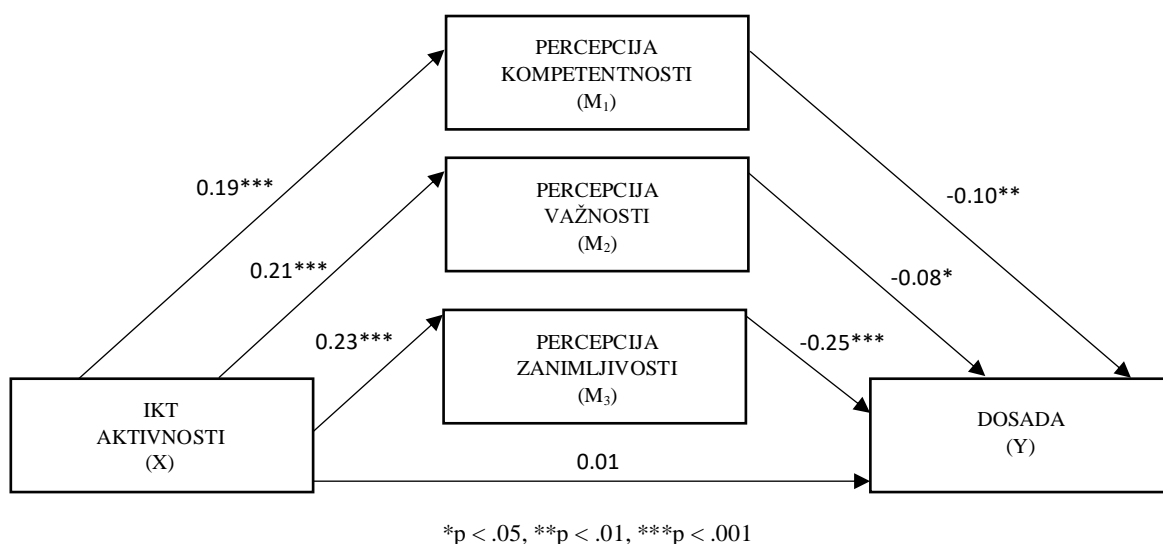 PERCEPCIJA
KOMPETENTNOSTI
(M₁)
0.19***
-0.10**
PERCEPCIJA
VAŽNOSTI
(M₂)
0.21***
-0.08*
PERCEPCIJA
ZANIMLJIVOSTI
(M₃)
0.23***
-0.25***
IKT
AKTIVNOSTI
(X)
0.01
DOSADA
(Y)
*p < .05, **p < .01, ***p < .001